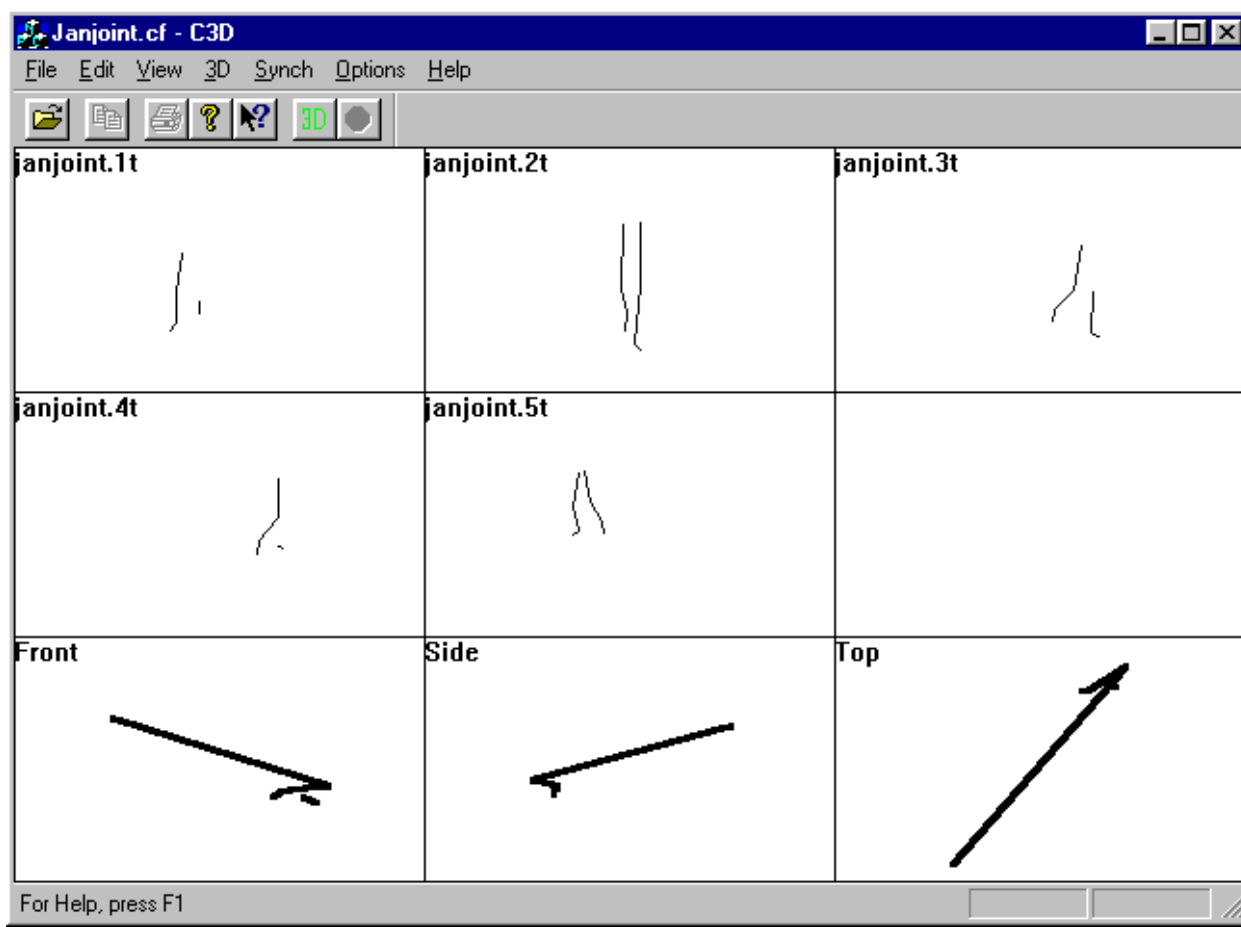 Janjoint.cf - C3D
File Edit View 3D Synch Options Help
3D
janjoint.1t janjoint.2t janjoint.3t
janjoint.4t janjoint.5t
Front Side Top
For Help, press F1